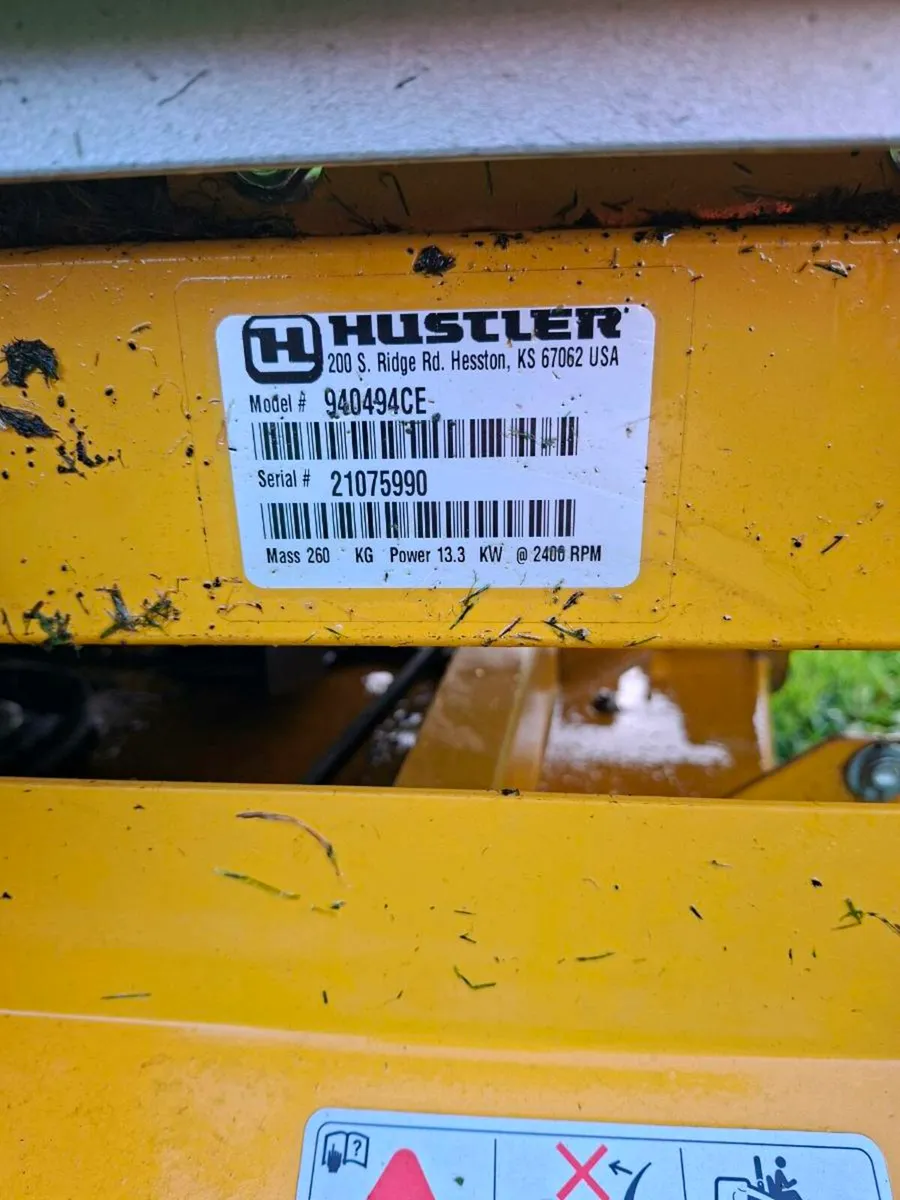 H HUSTLER
200 S. Ridge Rd. Hesston, KS 67062 USA
Model # 940494CE
Serial # 21075990
Mass 260 KG Power 13.3 KW @ 2400 RPM
?